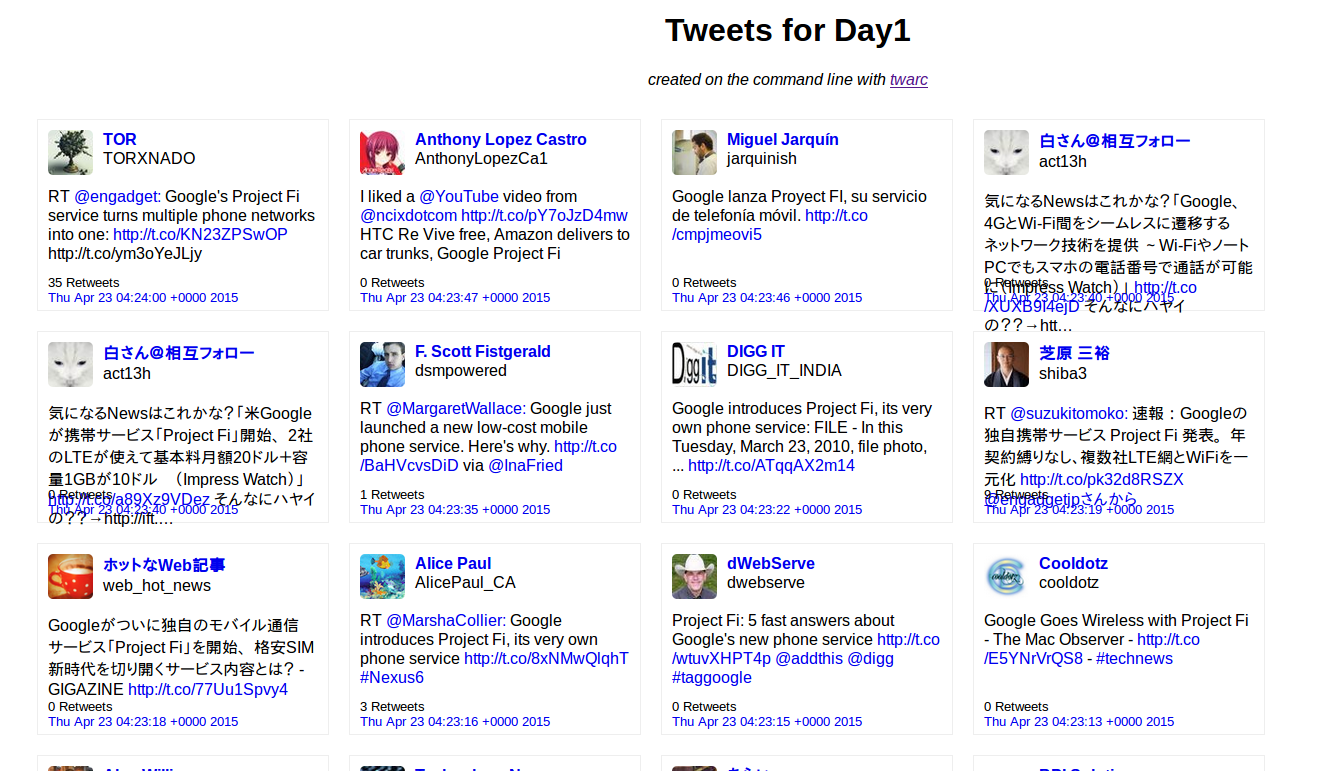 Tweets for Day1
created on the command line with twarc
TOR
TORXNADO
RT @engadget: Google's Project Fi
service turns multiple phone networks
into one: http://t.co/KN23ZPSwOP
http://t.co/ym3oYeJLjy
35 Retweets
Thu Apr 23 04:24:00 +0000 2015
Anthony Lopez Castro
AnthonyLopezCa1
I liked a @YouTube video from
@ncixdotcom http://t.co/pY7oJzD4mw
HTC Re Vive free, Amazon delivers to
car trunks, Google Project Fi
0 Retweets
Thu Apr 23 04:23:47 +0000 2015
Miguel Jarquín
jarquinish
Google lanza Proyect FI, su servicio
de telefonía móvil. http://t.co
/cmpjmeovi5
0 Retweets
Thu Apr 23 04:23:46 +0000 2015
白さん@相互フォロー
act13h
気になるNewsはこれかな?「Google、
4GとWi-Fi間をシームレスに遷移する
ネットワーク技術を提供 ~ Wi-Fiやノート
PCでもスマホの電話番号で通話が可能
に（Impress Watch）」 http://t.co
/XUXB9l4ejD そんなにハヤイ
の??→htt…
0 Retweets
Thu Apr 23 04:23:40 +0000 2015
白さん@相互フォロー
act13h
気になるNewsはこれかな?「米Google
が携帯サービス「Project Fi」開始、2社
のLTEが使えて基本料月額20ドル＋容
量1GBが10ドル　（Impress Watch）」
http://t.co/a89Xz9VDez そんなにハヤイ
の??→http://ift.…
0 Retweets
Thu Apr 23 04:23:40 +0000 2015
F. Scott Fistgerald
dsmpowered
RT @MargaretWallace: Google just
launched a new low-cost mobile
phone service. Here's why. http://t.co
/BaHVcvsDiD via @InaFried
1 Retweets
Thu Apr 23 04:23:35 +0000 2015
DIGG IT
DIGG_IT_INDIA
Google introduces Project Fi, its very
own phone service: FILE - In this
Tuesday, March 23, 2010, file photo,
... http://t.co/ATqqAX2m14
0 Retweets
Thu Apr 23 04:23:22 +0000 2015
芝原 三裕
shiba3
RT @suzukitomoko: 速報：Googleの
独自携帯サービス Project Fi 発表。年
契約縛りなし、複数社LTE網とWiFiを一
元化 http://t.co/pk32d8RSZX
@engadgetjpさんから
9 Retweets
Thu Apr 23 04:23:19 +0000 2015
ホットなWeb記事
web_hot_news
Googleがついに独自のモバイル通信
サービス「Project Fi」を開始、格安SIM
新時代を切り開くサービス内容とは? -
GIGAZINE http://t.co/77Uu1Spvy4
0 Retweets
Thu Apr 23 04:23:18 +0000 2015
Alice Paul
AlicePaul_CA
RT @MarshaCollier: Google
introduces Project Fi, its very own
phone service http://t.co/8xNMwQlqhT
#Nexus6
3 Retweets
Thu Apr 23 04:23:16 +0000 2015
dWebServe
dwebserve
Project Fi: 5 fast answers about
Google's new phone service http://t.co
/wtuvXHPT4p @addthis @digg
#taggoogle
0 Retweets
Thu Apr 23 04:23:15 +0000 2015
Cooldotz
cooldotz
Google Goes Wireless with Project Fi
- The Mac Observer - http://t.co
/E5YNrVrQS8 - #technews
0 Retweets
Thu Apr 23 04:23:13 +0000 2015